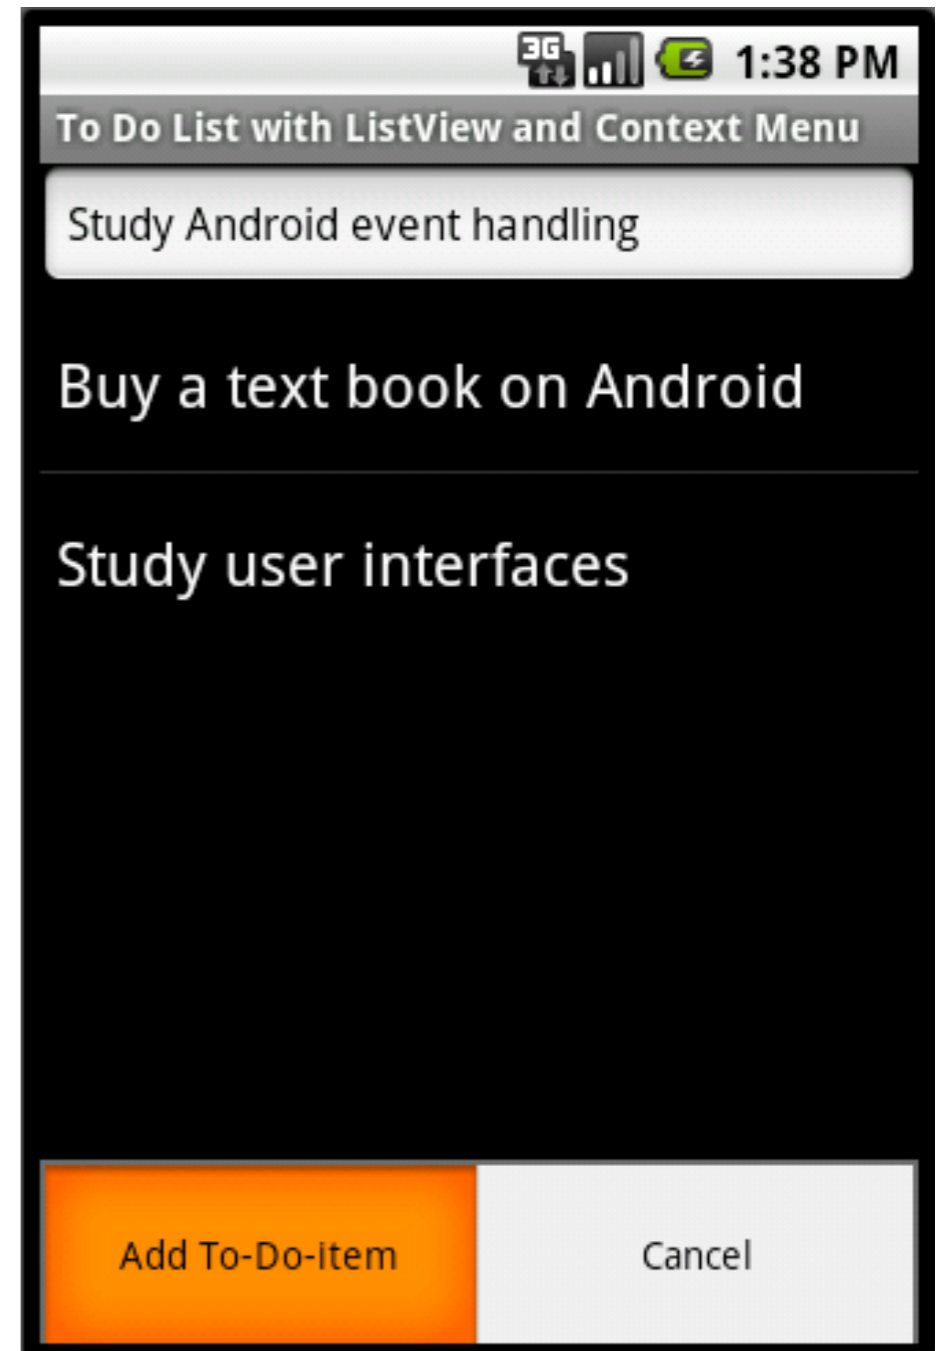 3G
1:38 PM
To Do List with ListView and Context Menu
Study Android event handling
Buy a text book on Android
Study user interfaces
Add To-Do-item
Cancel